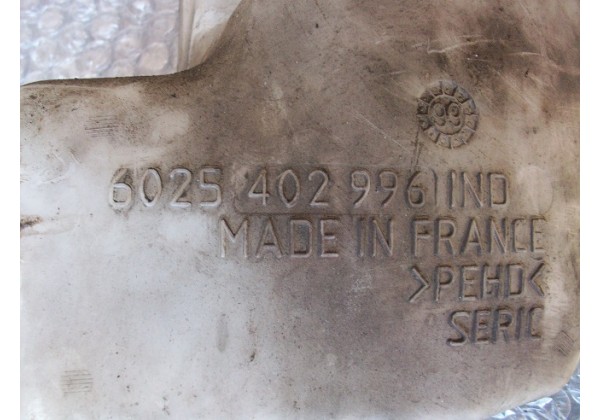 6025 402 996 IND
MADE IN FRANCE
>PEHD<
SERIC